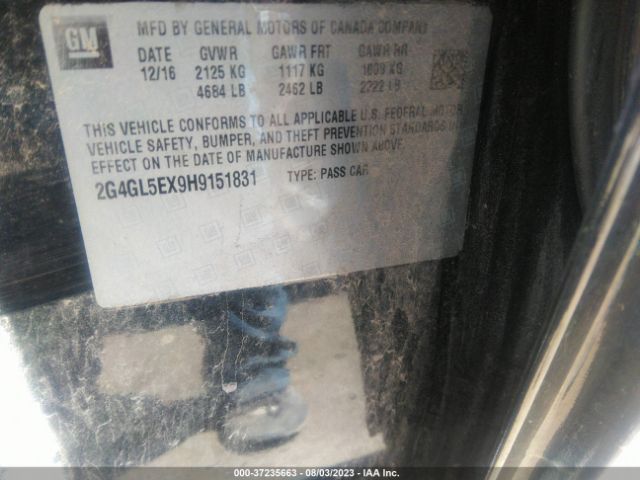 GM
MFD BY GENERAL MOTORS OF CANADA COMPANY
DATE GVWR GAWR FRT GAWR RR
12/16 2125 KG 1117 KG 1009 KG
4684 LB 2462 LB 2222 LB
THIS VEHICLE CONFORMS TO ALL APPLICABLE U.S. FEDERAL MOTOR
VEHICLE SAFETY, BUMPER, AND THEFT PREVENTION STANDARDS IN
EFFECT ON THE DATE OF MANUFACTURE SHOWN ABOVE.
2G4GL5EX9H9151831 TYPE: PASS CAR
000-37235663 - 08/03/2023 - IAA Inc.